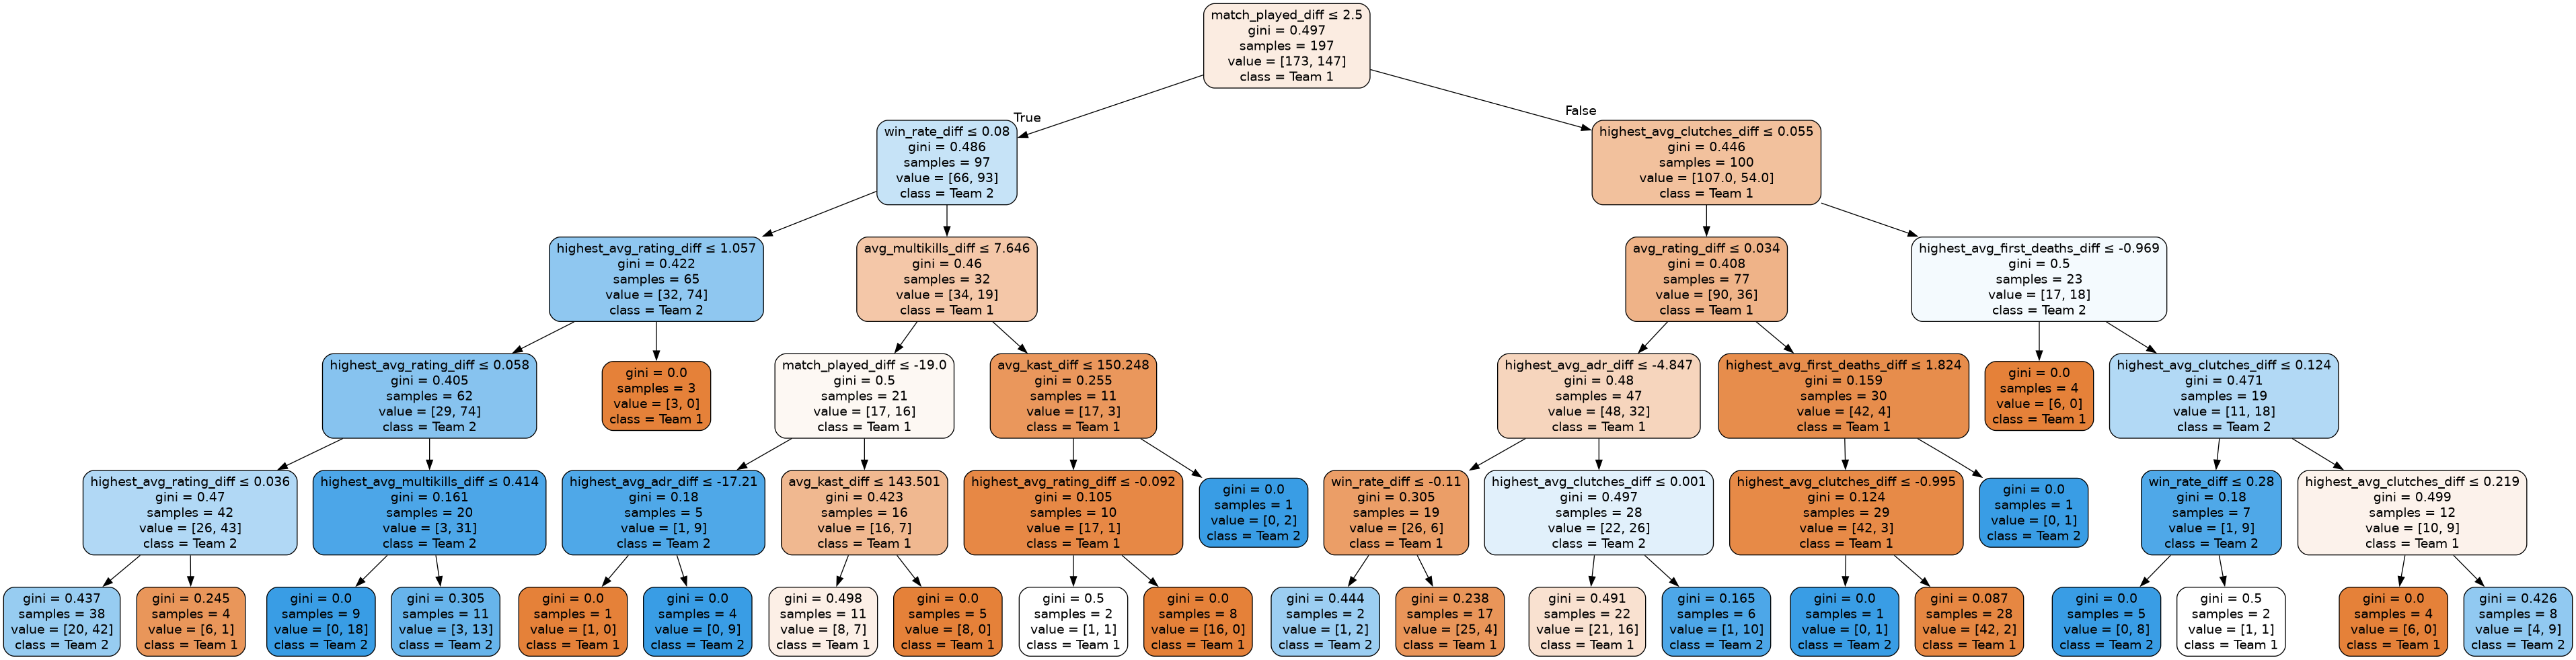 match_played_diff ≤ 2.5
gini = 0.497
samples = 197
value = [173, 147]
class = Team 1
True
False
win_rate_diff ≤ 0.08
gini = 0.486
samples = 97
value = [66, 93]
class = Team 2
highest_avg_clutches_diff ≤ 0.055
gini = 0.446
samples = 100
value = [107.0, 54.0]
class = Team 1
highest_avg_rating_diff ≤ 1.057
gini = 0.422
samples = 65
value = [32, 74]
class = Team 2
avg_multikills_diff ≤ 7.646
gini = 0.46
samples = 32
value = [34, 19]
class = Team 1
avg_rating_diff ≤ 0.034
gini = 0.408
samples = 77
value = [90, 36]
class = Team 1
highest_avg_first_deaths_diff ≤ -0.969
gini = 0.5
samples = 23
value = [17, 18]
class = Team 2
highest_avg_rating_diff ≤ 0.058
gini = 0.405
samples = 62
value = [29, 74]
class = Team 2
gini = 0.0
samples = 3
value = [3, 0]
class = Team 1
match_played_diff ≤ -19.0
gini = 0.5
samples = 21
value = [17, 16]
class = Team 1
avg_kast_diff ≤ 150.248
gini = 0.255
samples = 11
value = [17, 3]
class = Team 1
highest_avg_adr_diff ≤ -4.847
gini = 0.48
samples = 47
value = [48, 32]
class = Team 1
highest_avg_first_deaths_diff ≤ 1.824
gini = 0.159
samples = 30
value = [42, 4]
class = Team 1
gini = 0.0
samples = 4
value = [6, 0]
class = Team 1
highest_avg_clutches_diff ≤ 0.124
gini = 0.471
samples = 19
value = [11, 18]
class = Team 2
highest_avg_rating_diff ≤ 0.036
gini = 0.47
samples = 42
value = [26, 43]
class = Team 2
highest_avg_multikills_diff ≤ 0.414
gini = 0.161
samples = 20
value = [3, 31]
class = Team 2
highest_avg_adr_diff ≤ -17.21
gini = 0.18
samples = 5
value = [1, 9]
class = Team 2
avg_kast_diff ≤ 143.501
gini = 0.423
samples = 16
value = [16, 7]
class = Team 1
highest_avg_rating_diff ≤ -0.092
gini = 0.105
samples = 10
value = [17, 1]
class = Team 1
gini = 0.0
samples = 1
value = [0, 2]
class = Team 2
win_rate_diff ≤ -0.11
gini = 0.305
samples = 19
value = [26, 6]
class = Team 1
highest_avg_clutches_diff ≤ 0.001
gini = 0.497
samples = 28
value = [22, 26]
class = Team 2
highest_avg_clutches_diff ≤ -0.995
gini = 0.124
samples = 29
value = [42, 3]
class = Team 1
gini = 0.0
samples = 1
value = [0, 1]
class = Team 2
win_rate_diff ≤ 0.28
gini = 0.18
samples = 7
value = [1, 9]
class = Team 2
highest_avg_clutches_diff ≤ 0.219
gini = 0.499
samples = 12
value = [10, 9]
class = Team 1
gini = 0.437
samples = 38
value = [20, 42]
class = Team 2
gini = 0.245
samples = 4
value = [6, 1]
class = Team 1
gini = 0.0
samples = 9
value = [0, 18]
class = Team 2
gini = 0.305
samples = 11
value = [3, 13]
class = Team 2
gini = 0.0
samples = 1
value = [1, 0]
class = Team 1
gini = 0.0
samples = 4
value = [0, 9]
class = Team 2
gini = 0.498
samples = 11
value = [8, 7]
class = Team 1
gini = 0.0
samples = 5
value = [8, 0]
class = Team 1
gini = 0.5
samples = 2
value = [1, 1]
class = Team 1
gini = 0.0
samples = 8
value = [16, 0]
class = Team 1
gini = 0.444
samples = 2
value = [1, 2]
class = Team 2
gini = 0.238
samples = 17
value = [25, 4]
class = Team 1
gini = 0.491
samples = 22
value = [21, 16]
class = Team 1
gini = 0.165
samples = 6
value = [1, 10]
class = Team 2
gini = 0.0
samples = 1
value = [0, 1]
class = Team 2
gini = 0.087
samples = 28
value = [42, 2]
class = Team 1
gini = 0.0
samples = 5
value = [0, 8]
class = Team 2
gini = 0.5
samples = 2
value = [1, 1]
class = Team 1
gini = 0.0
samples = 4
value = [6, 0]
class = Team 1
gini = 0.426
samples = 8
value = [4, 9]
class = Team 2